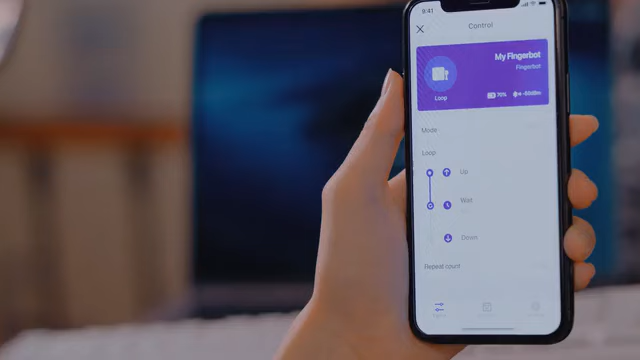 9:41
Control
My Fingerbot
Fingerbot
Loop
70%
Mode
Loop
Up
Wait
Down
Repeat count